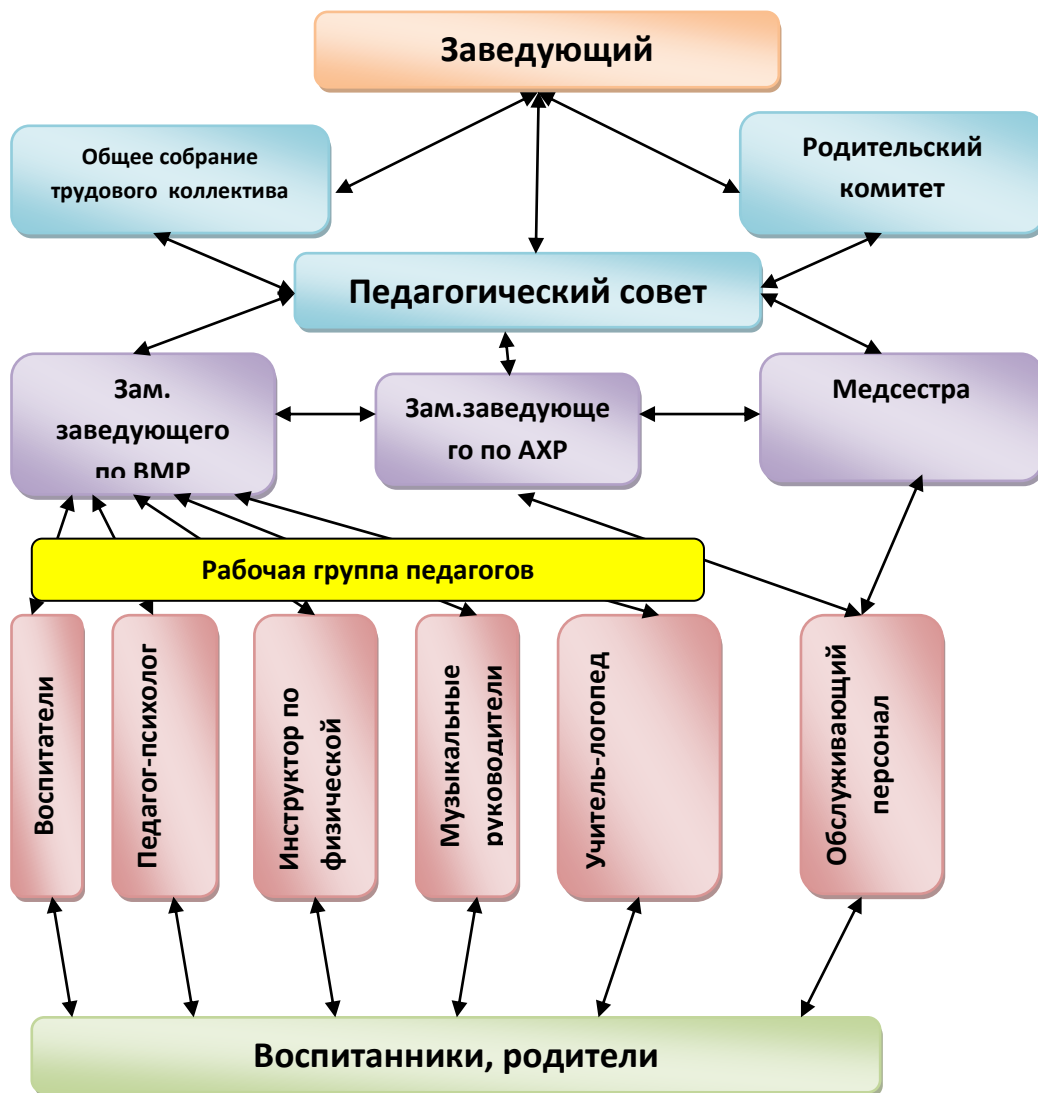 Заведующий
Общее собрание
трудового коллектива
Родительский
комитет
Педагогический совет
Зам.
заведующего
по ВМР
Зам.заведующе
го по АХР
Медсестра
Рабочая группа педагогов
Воспитатели
Педагог-психолог
Инструктор по
физической
Музыкальные
руководители
Учитель-логопед
Обслуживающий
персонал
Воспитанники, родители